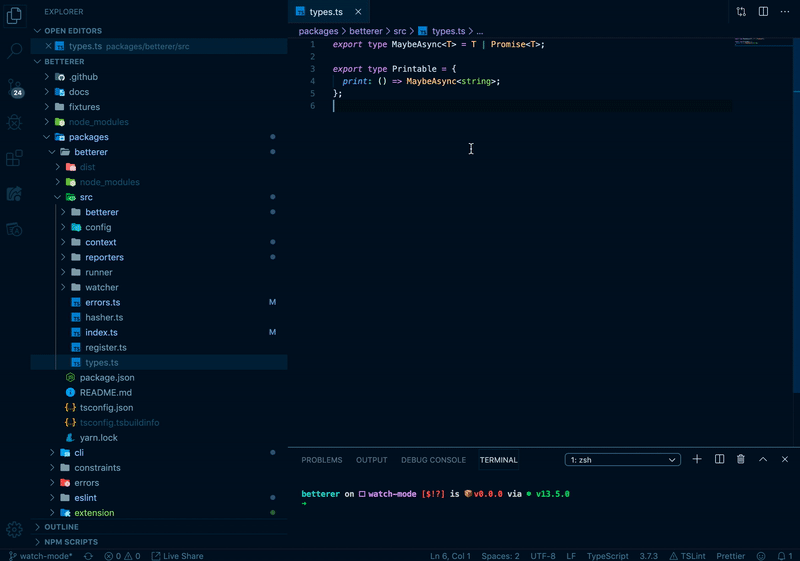 EXPLORER
OPEN EDITORS
types.ts packages/betterer/src
BETTERER
.github
docs
fixtures
node_modules
packages
betterer
dist
node_modules
src
betterer
config
context
reporters
runner
watcher
errors.ts M
hasher.ts
index.ts M
register.ts
types.ts
package.json
README.md
tsconfig.json
tsconfig.tsbuildinfo
yarn.lock
cli
constraints
errors
eslint
extension
OUTLINE
NPM SCRIPTS
24
types.ts
packages > betterer > src > types.ts > ...
1 export type MaybeAsync<T> = T | Promise<T>;
2
3 export type Printable = {
4 print: () => MaybeAsync<string>;
5 };
6
PROBLEMS OUTPUT DEBUG CONSOLE TERMINAL 1: zsh
betterer on watch-mode [$!?] is 📦v0.0.0 via v13.5.0
→
watch-mode* 0 0 Live Share Ln 6, Col 1 Spaces: 2 UTF-8 LF TypeScript 3.7.3 TSLint Prettier 1